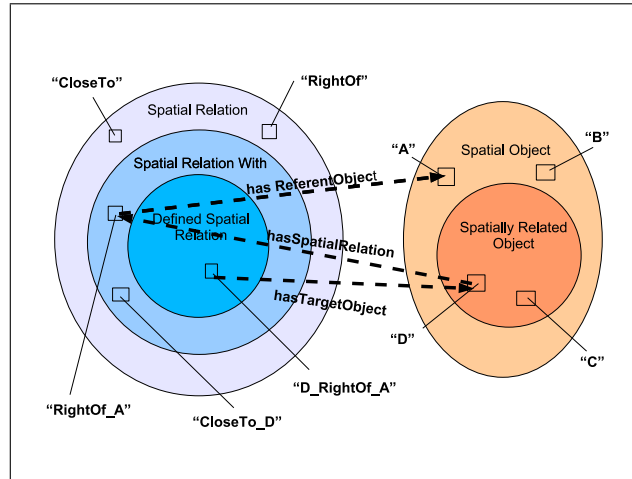 “CloseTo”
“RightOf”
Spatial Relation
“B”
“A”
Spatial Object
Spatial Relation With
has ReferentObject
Defined Spatial
Relation
hasSpatialRelation
Spatially Related
Object
hasTargetObject
“D”
“C”
“D_RightOf_A”
“RightOf_A”
“CloseTo_D”